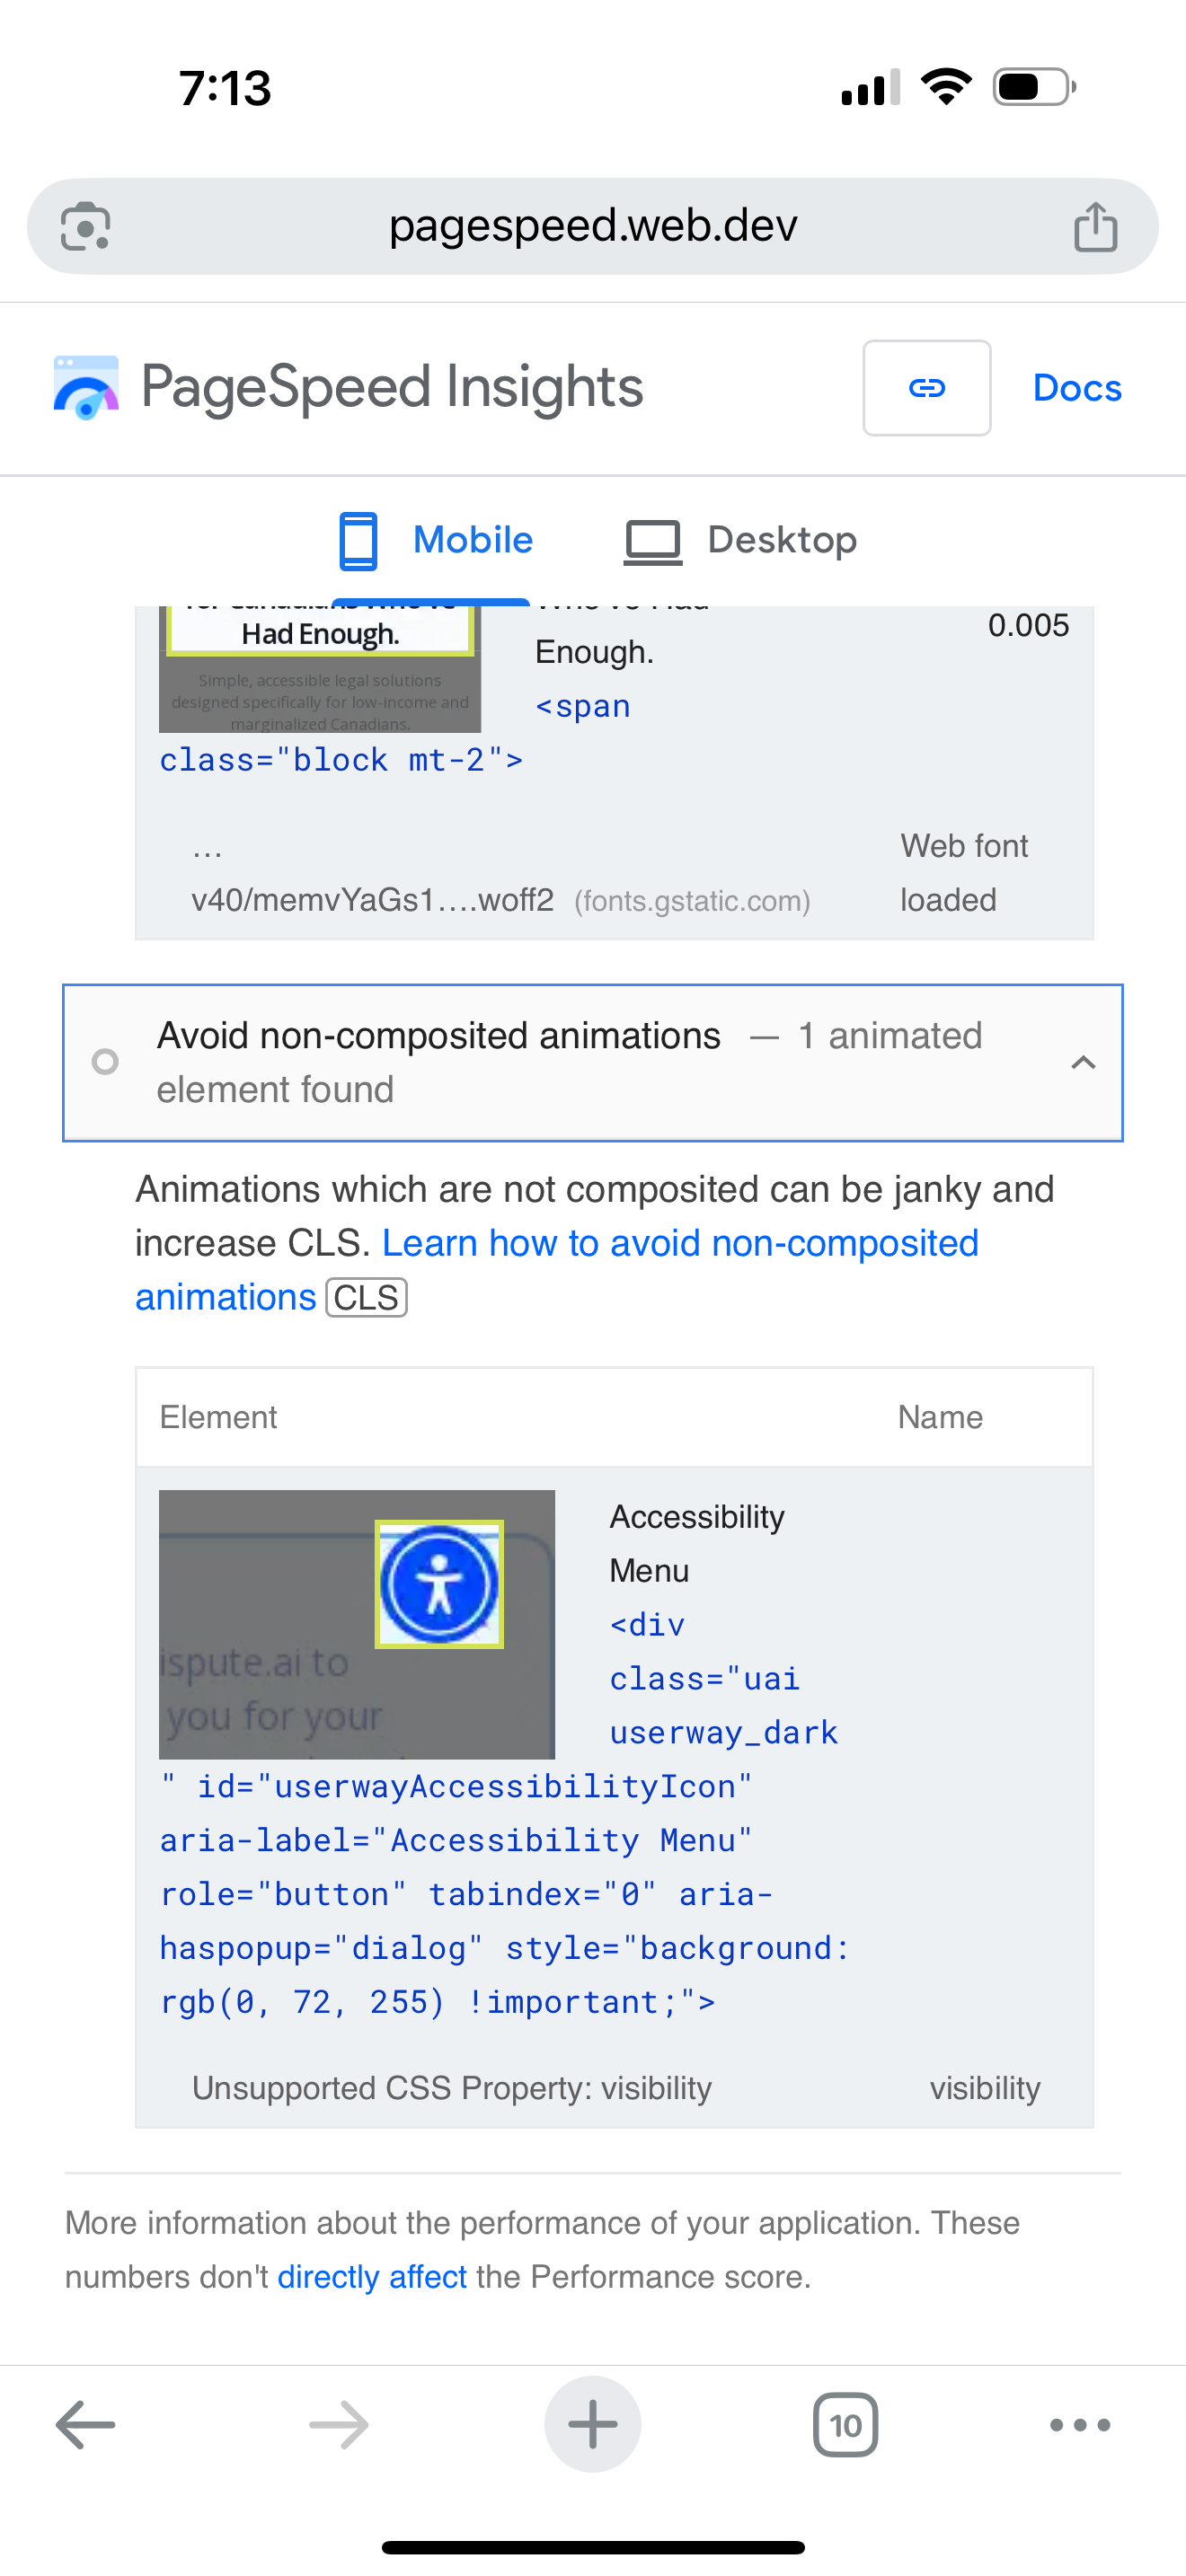 7:13
pagespeed.web.dev
PageSpeed Insights
Docs
Mobile
Desktop
Had Enough.
Simple, accessible legal solutions
designed specifically for low-income and
marginalized Canadians.
Enough.
0.005
<span
class="block mt-2">
...
v40/memvYaGs1....woff2 (fonts.gstatic.com)
Web font
loaded
Avoid non-composited animations — 1 animated
element found
Animations which are not composited can be janky and
increase CLS. Learn how to avoid non-composited
animations CLS
Element
Name
ispute.ai to
you for your
Accessibility
Menu
<div
class="uai
userway_dark
" id="userwayAccessibilityIcon"
aria-label="Accessibility Menu"
role="button" tabindex="0" aria-
haspopup="dialog" style="background:
rgb(0, 72, 255) !important;">
Unsupported CSS Property: visibility
visibility
More information about the performance of your application. These
numbers don't directly affect the Performance score.
10